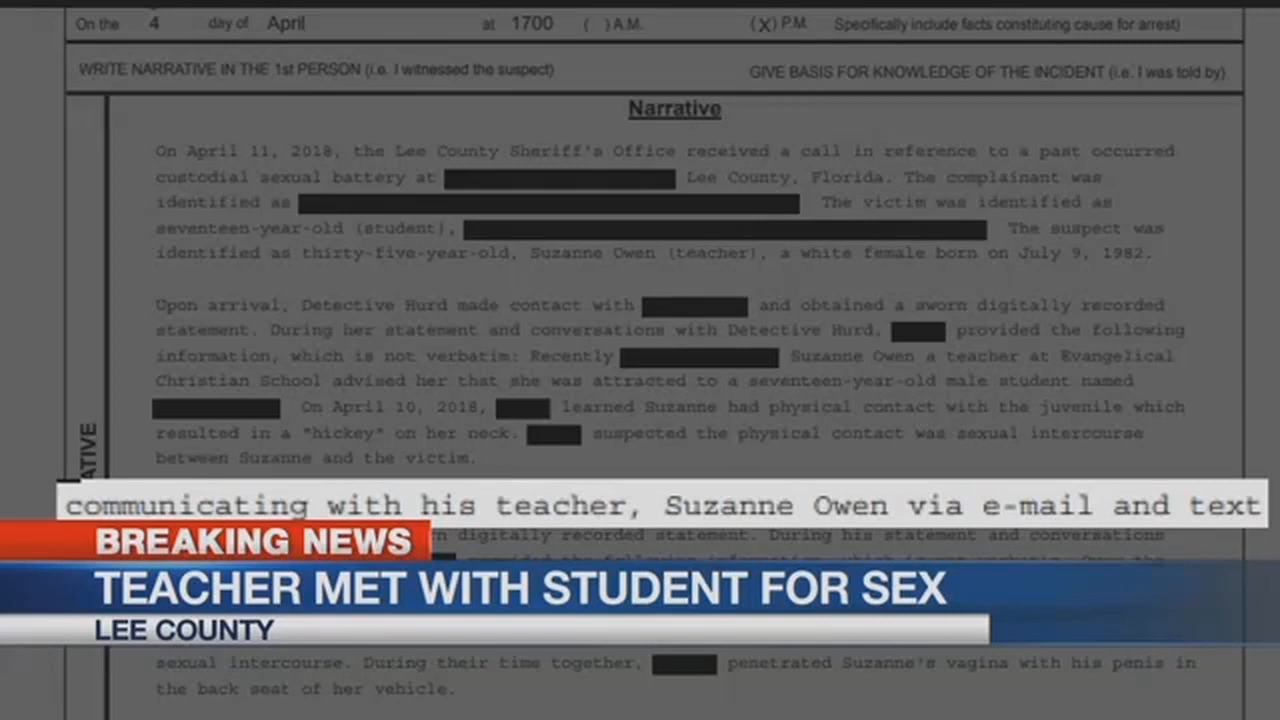 On the 4 day of April at 1700 ( ) A.M. (X) P.M. Specifically include facts constituting cause for arrest)
WRITE NARRATIVE IN THE 1st PERSON (i.e. I witnessed the suspect) GIVE BASIS FOR KNOWLEDGE OF THE INCIDENT (i.e. I was told by)
Narrative
On April 11, 2018, the Lee County Sheriff's Office received a call in reference to a past occurred
custodial sexual battery at Lee County, Florida. The complainant was
identified as The victim was identified as
seventeen-year-old (student), The suspect was
identified as thirty-five-year-old, Suzanne Owen (teacher), a white female born on July 9, 1982.
Upon arrival, Detective Hurd made contact with and obtained a sworn digitally recorded
statement. During her statement and conversations with Detective Hurd, provided the following
information, which is not verbatim: Recently Suzanne Owen a teacher at Evangelical
Christian School advised her that she was attracted to a seventeen-year-old male student named
On April 10, 2018, learned Suzanne had physical contact with the juvenile which
resulted in a "hickey" on her neck. suspected the physical contact was sexual intercourse
between Suzanne and the victim.
ATIVE
communicating with his teacher, Suzanne Owen via e-mail and text
digitally recorded statement. During his statement and conversations
BREAKING NEWS
TEACHER MET WITH STUDENT FOR SEX
LEE COUNTY
sexual intercourse. During their time together, penetrated Suzanne's vagina with his penis in
the back seat of her vehicle.